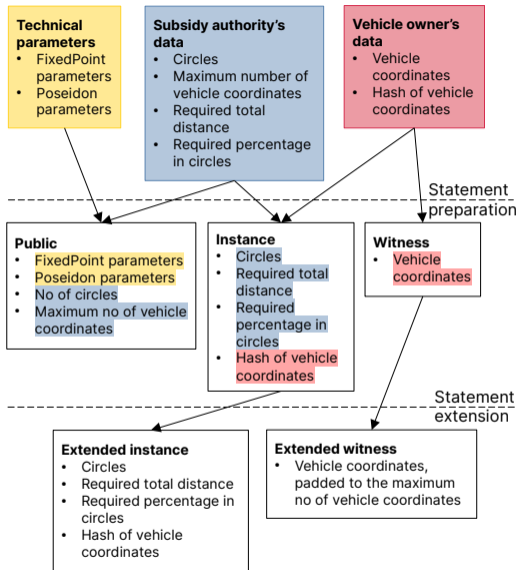 Technical
parameters
• FixedPoint
parameters
• Poseidon
parameters
Subsidy authority's
data
• Circles
• Maximum number of
vehicle coordinates
• Required total
distance
• Required percentage
in circles
Vehicle owner's
data
• Vehicle
coordinates
• Hash of vehicle
coordinates
Statement
preparation
Public
• FixedPoint parameters
• Poseidon parameters
• No of circles
• Maximum no of vehicle
coordinates
Instance
• Circles
• Required total
distance
• Required
percentage in
circles
• Hash of vehicle
coordinates
Witness
• Vehicle
coordinates
Statement
extension
Extended instance
• Circles
• Required total distance
• Required percentage in
circles
• Hash of vehicle
coordinates
Extended witness
• Vehicle coordinates,
padded to the maximum
no of vehicle coordinates